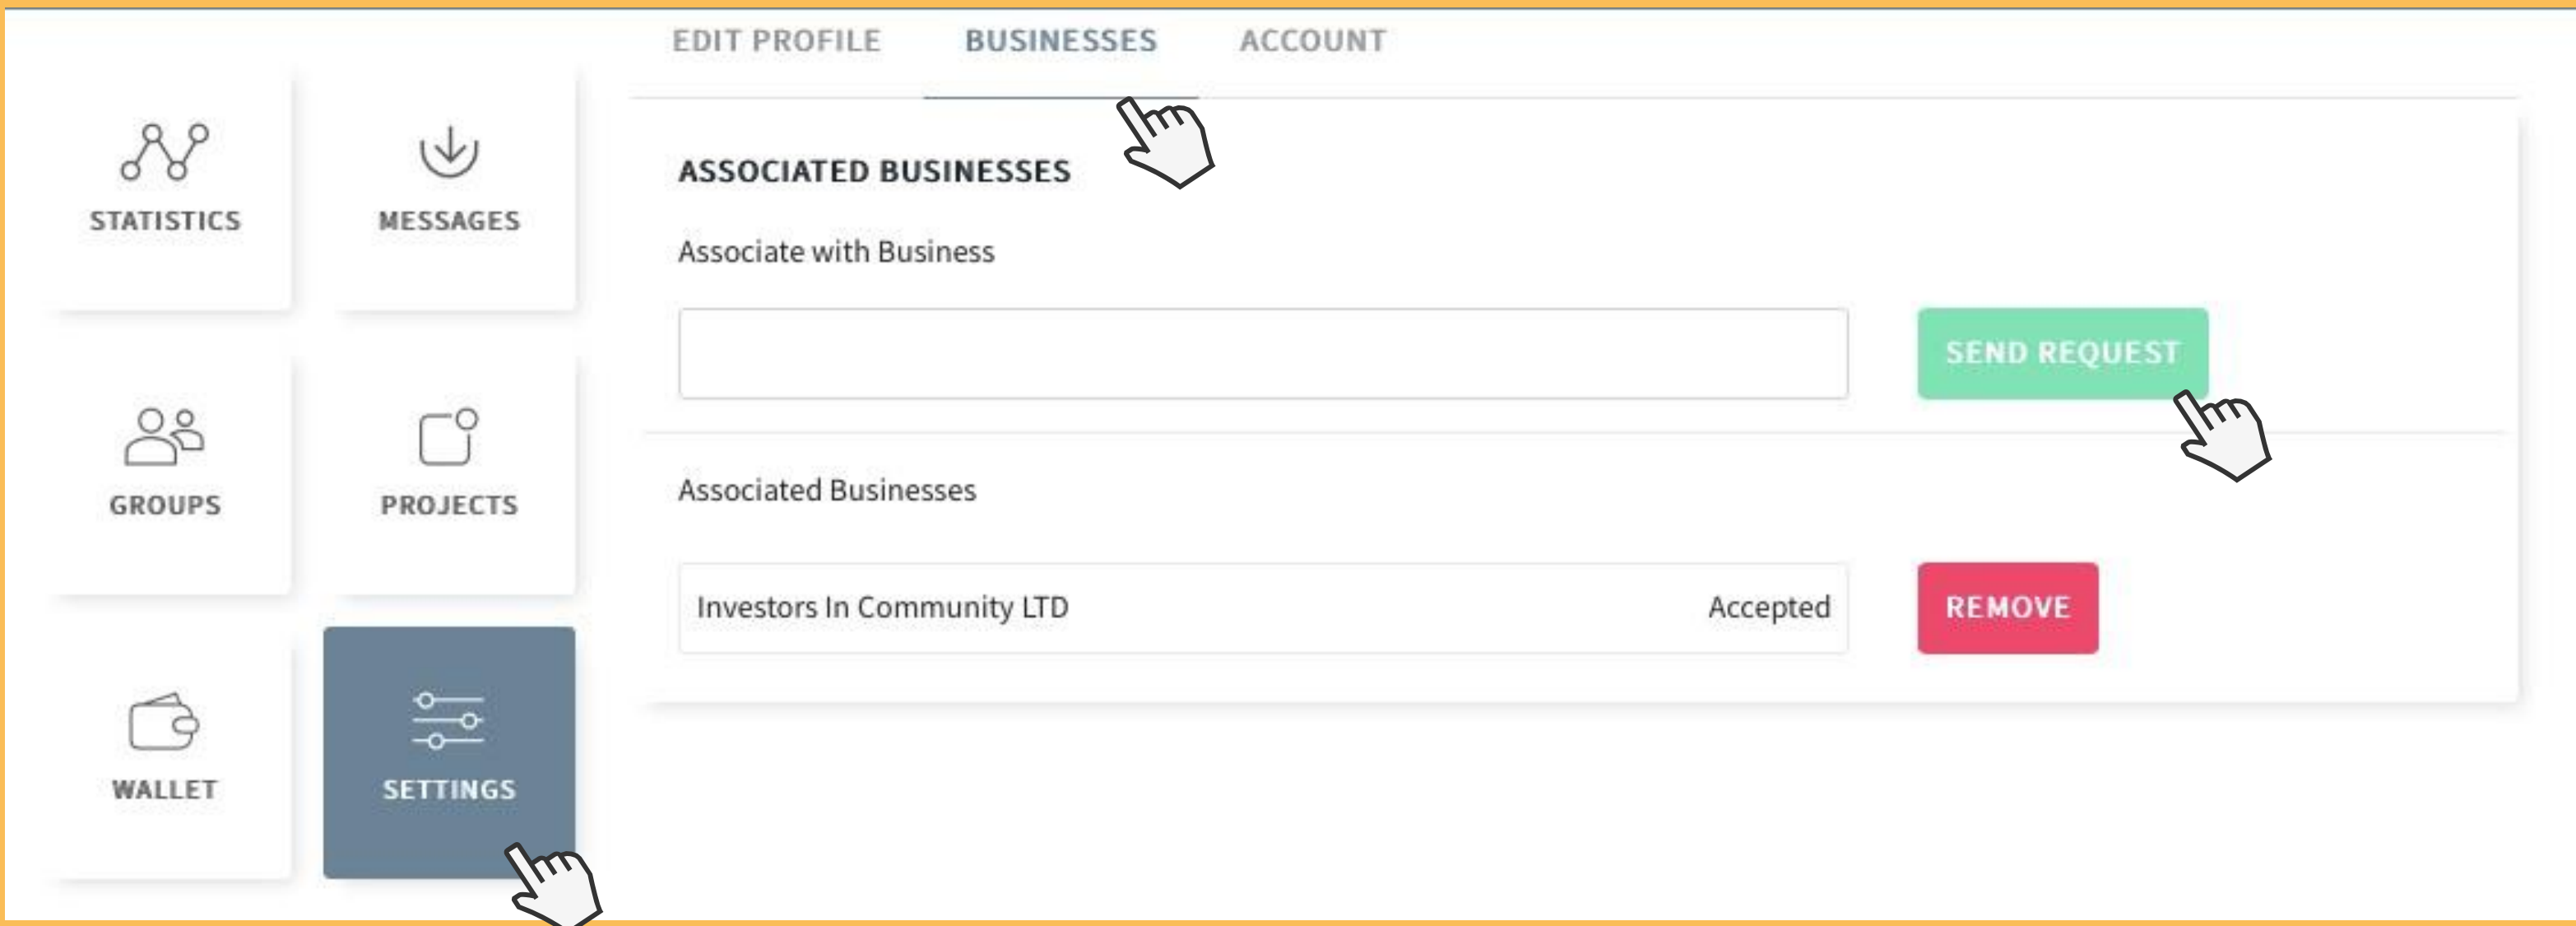 EDIT PROFILE BUSINESSES ACCOUNT
STATISTICS MESSAGES
GROUPS PROJECTS
WALLET SETTINGS
ASSOCIATED BUSINESSES
Associate with Business
SEND REQUEST
Associated Businesses
Investors In Community LTD Accepted REMOVE